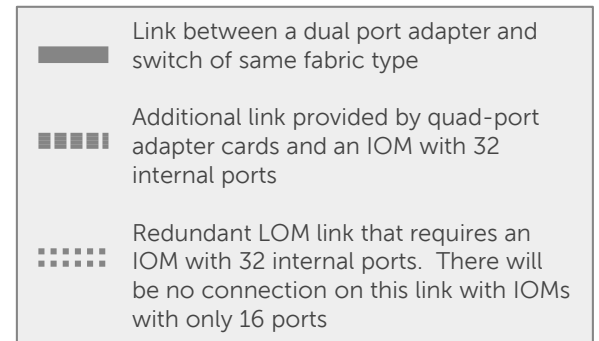 Link between a dual port adapter and
switch of same fabric type
Additional link provided by quad-port
adapter cards and an IOM with 32
internal ports
Redundant LOM link that requires an
IOM with 32 internal ports.  There will
be no connection on this link with IOMs
with only 16 ports